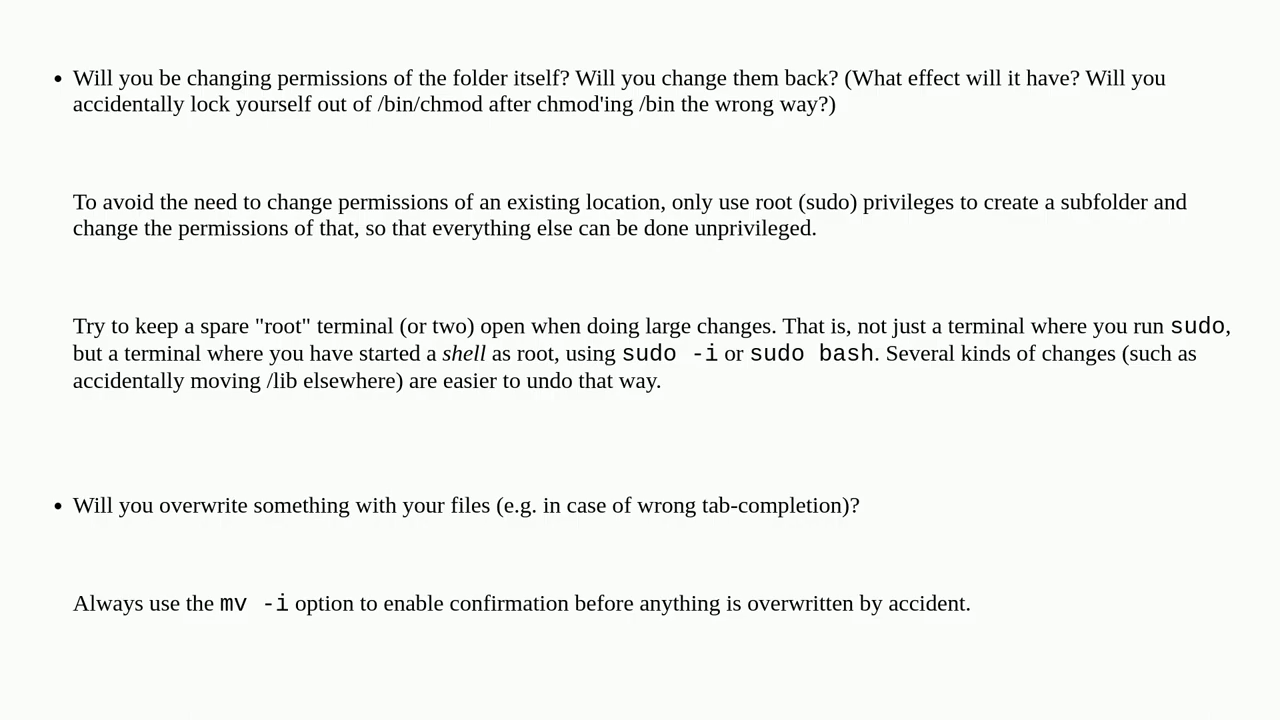 • Will you be changing permissions of the folder itself? Will you change them back? (What effect will it have? Will you
accidentally lock yourself out of /bin/chmod after chmod'ing /bin the wrong way?)
To avoid the need to change permissions of an existing location, only use root (sudo) privileges to create a subfolder and
change the permissions of that, so that everything else can be done unprivileged.
Try to keep a spare "root" terminal (or two) open when doing large changes. That is, not just a terminal where you run sudo,
but a terminal where you have started a shell as root, using sudo -i or sudo bash. Several kinds of changes (such as
accidentally moving /lib elsewhere) are easier to undo that way.
• Will you overwrite something with your files (e.g. in case of wrong tab-completion)?
Always use the mv -i option to enable confirmation before anything is overwritten by accident.